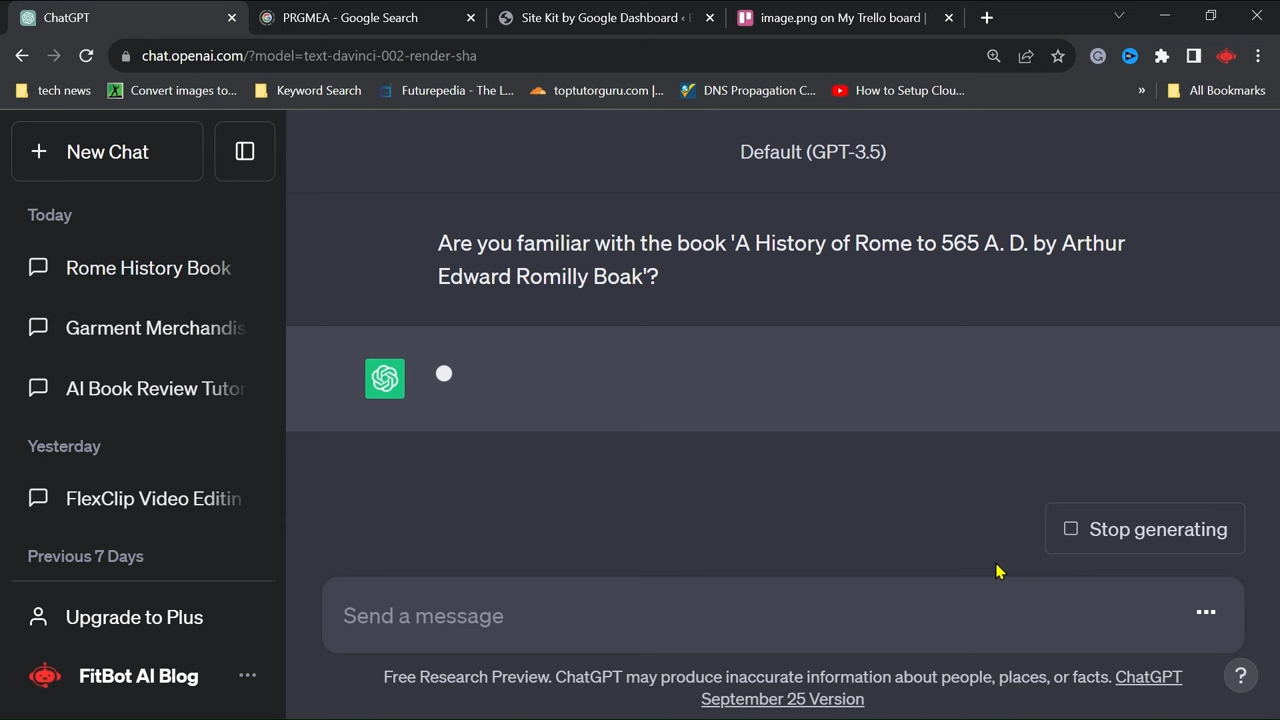 ChatGPT
PRGMEA - Google Search
Site Kit by Google Dashboard ‹
image.png on My Trello board |
chat.openai.com/?model=text-davinci-002-render-sha
tech news
Convert images to...
Keyword Search
Futurepedia - The L...
toptutorguru.com |...
DNS Propagation C...
How to Setup Clou...
»
All Bookmarks
+ New Chat
Default (GPT-3.5)
Today
Rome History Book
Garment Merchandis
AI Book Review Tutor
Yesterday
FlexClip Video Editin
Previous 7 Days
Upgrade to Plus
FitBot AI Blog
Are you familiar with the book 'A History of Rome to 565 A. D. by Arthur
Edward Romilly Boak'?
Stop generating
Send a message
Free Research Preview. ChatGPT may produce inaccurate information about people, places, or facts. ChatGPT
September 25 Version
?